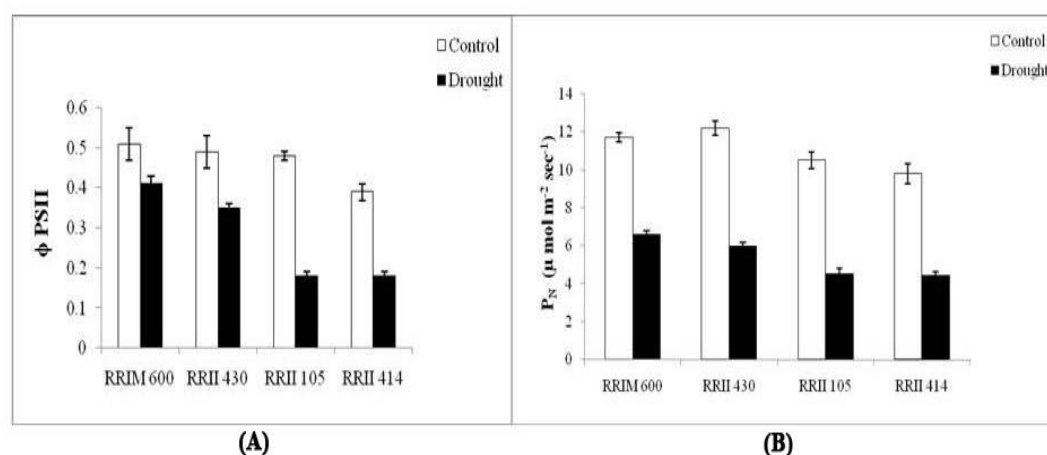 Control
Drought
0.6
0.5
0.4
0.3
0.2
0.1
0
ϕ PSII
RRIM 600 RRII 430 RRII 105 RRII 414
(A)
Control
Drought
14
12
10
8
6
4
2
0
P_N (µ mol m⁻² sec⁻¹)
RRIM 600 RRII 430 RRII 105 RRII 414
(B)